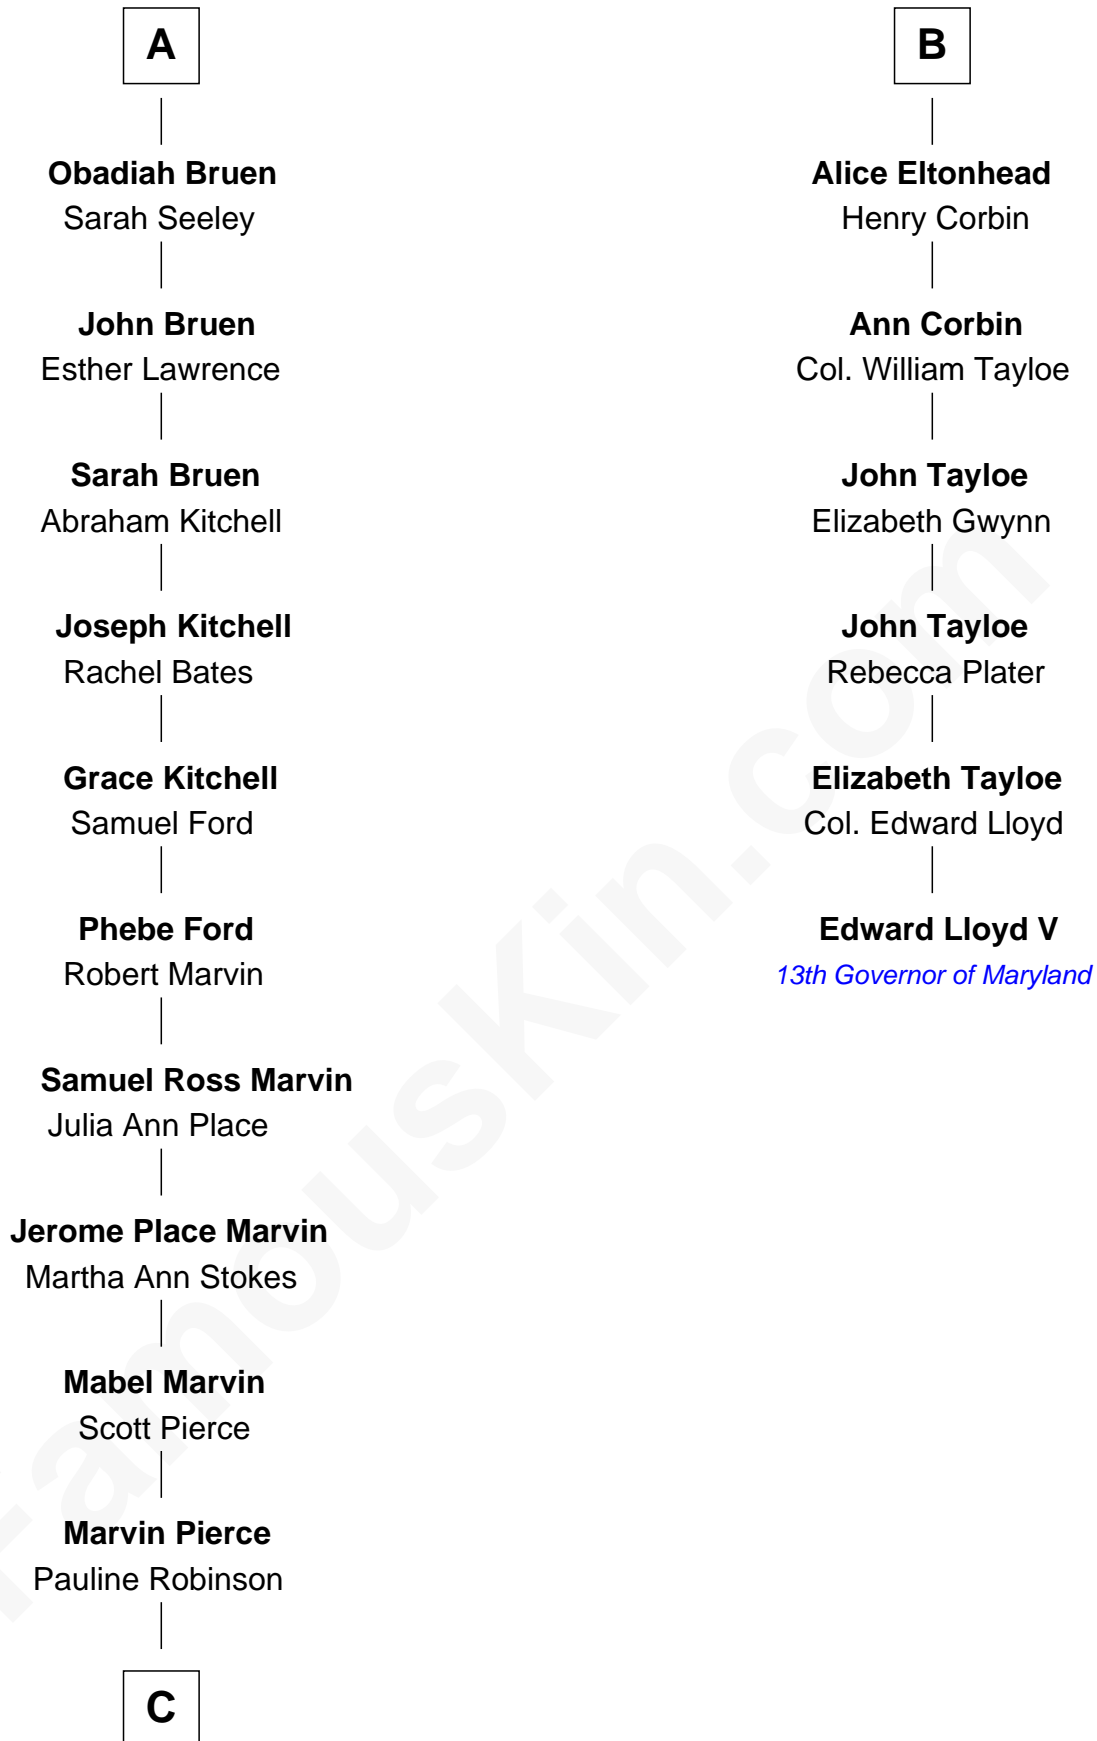 A
Obadiah Bruen
Sarah Seeley
John Bruen
Esther Lawrence
Sarah Bruen
Abraham Kitchell
Joseph Kitchell
Rachel Bates
Grace Kitchell
Samuel Ford
Phebe Ford
Robert Marvin
Samuel Ross Marvin
Julia Ann Place
Jerome Place Marvin
Martha Ann Stokes
Mabel Marvin
Scott Pierce
Marvin Pierce
Pauline Robinson
C
B
Alice Eltonhead
Henry Corbin
Ann Corbin
Col. William Tayloe
John Tayloe
Elizabeth Gwynn
John Tayloe
Rebecca Plater
Elizabeth Tayloe
Col. Edward Lloyd
Edward Lloyd V
13th Governor of Maryland
FamousKin.com